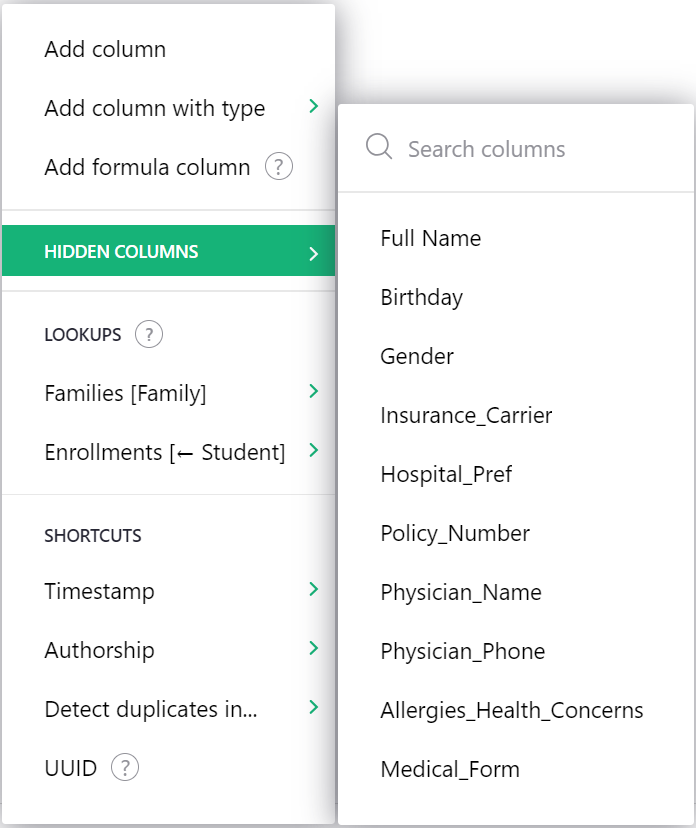 Add column
Add column with type
Add formula column ?
HIDDEN COLUMNS
LOOKUPS ?
Families [Family]
Enrollments [← Student]
SHORTCUTS
Timestamp
Authorship
Detect duplicates in...
UUID ?
Search columns
Full Name
Birthday
Gender
Insurance_Carrier
Hospital_Pref
Policy_Number
Physician_Name
Physician_Phone
Allergies_Health_Concerns
Medical_Form